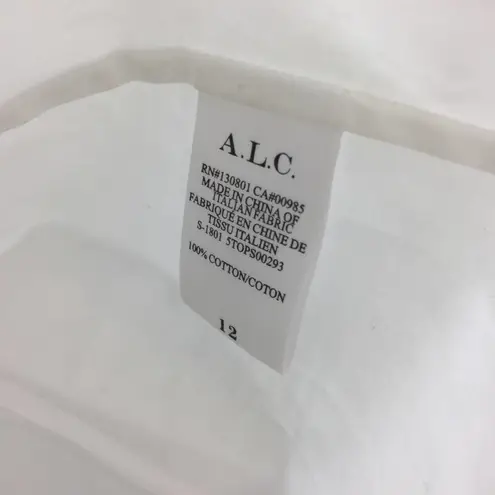 A.L.C.
RN#130801 CA#00985
MADE IN CHINA OF
ITALIAN FABRIC
FABRIQUÉ EN CHINE DE
TISSU ITALIEN
S-1801 5TOPS00293
100% COTTON/COTON
12